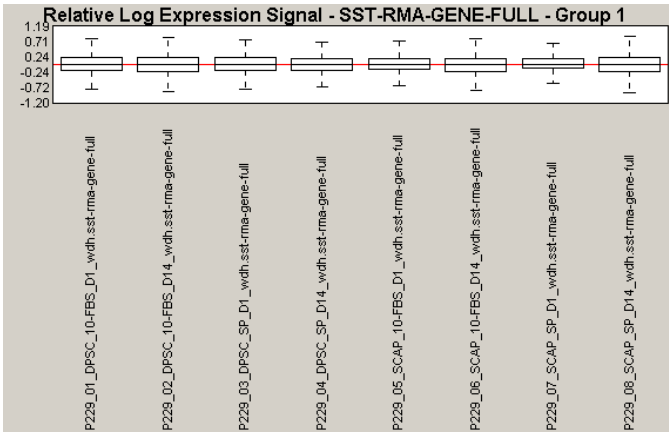 Relative Log Expression Signal - SST-RMA-GENE-FULL - Group 1
1.19
0.71
0.24
-0.24
-0.72
-1.20
P229_01_DPSC_10-FBS_D1_wdh.sst-rma-gene-full
P229_02_DPSC_10-FBS_D14_wdh.sst-rma-gene-full
P229_03_DPSC_SP_D1_wdh.sst-rma-gene-full
P229_04_DPSC_SP_D14_wdh.sst-rma-gene-full
P229_05_SCAP_10-FBS_D1_wdh.sst-rma-gene-full
P229_06_SCAP_10-FBS_D14_wdh.sst-rma-gene-full
P229_07_SCAP_SP_D1_wdh.sst-rma-gene-full
P229_08_SCAP_SP_D14_wdh.sst-rma-gene-full